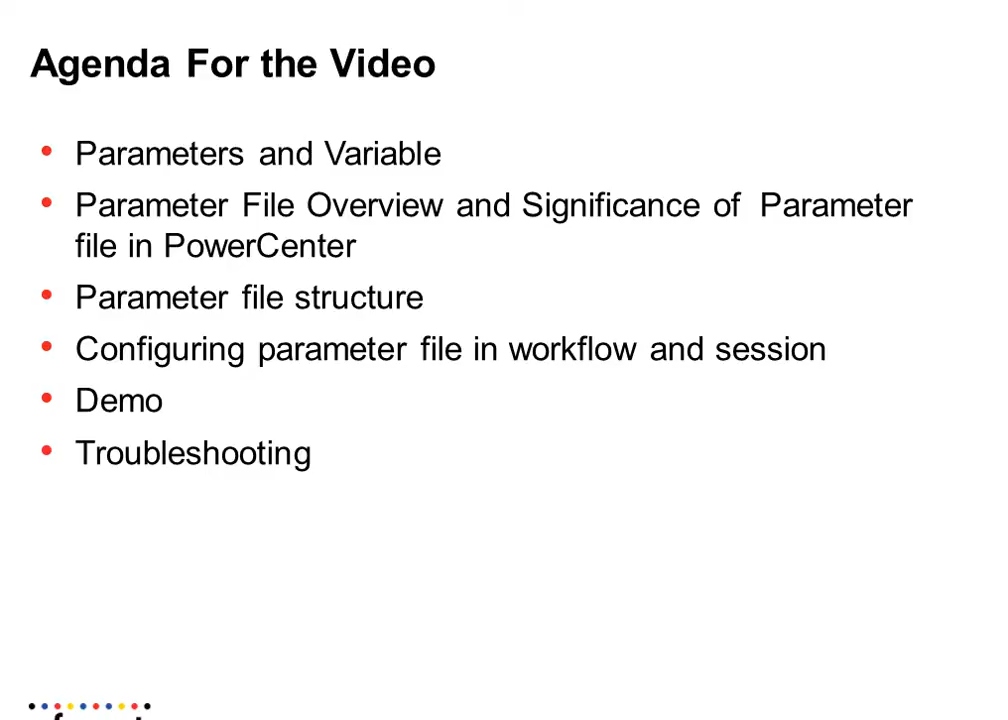 Agenda For the Video
• Parameters and Variable
• Parameter File Overview and Significance of Parameter
file in PowerCenter
• Parameter file structure
• Configuring parameter file in workflow and session
• Demo
• Troubleshooting